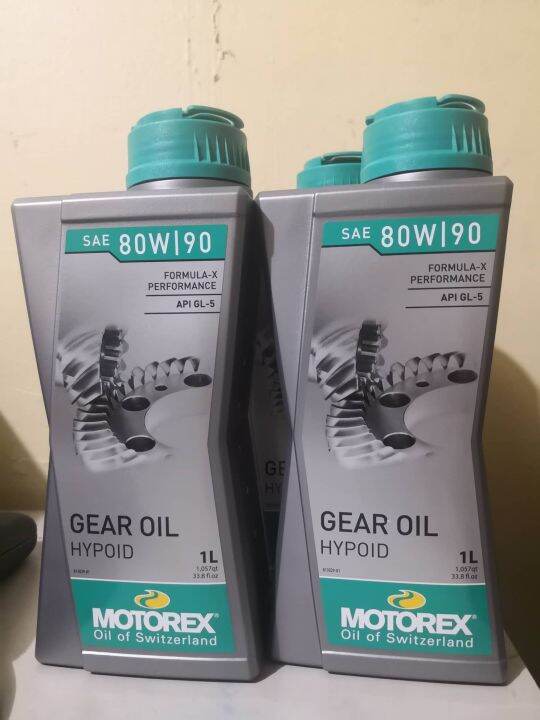 SAE 80W|90
FORMULA-X
PERFORMANCE
API GL-5
GEAR OIL
HYPOID
1L
1,057qt
33.8 fl.oz
MOTOREX
Oil of Switzerland
GEAR
HYPOID
SAE 80W|90
FORMULA-X
PERFORMANCE
API GL-5
GEAR OIL
HYPOID
1L
1,057qt
33.8 fl.oz
MOTOREX
Oil of Switzerland